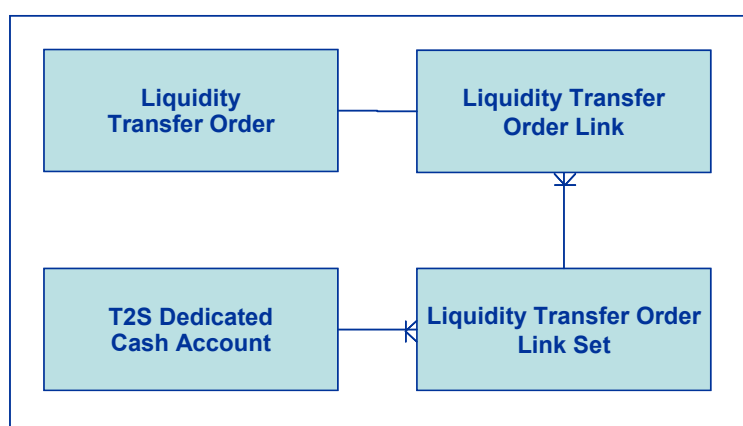 Liquidity
Transfer Order
Liquidity Transfer
Order Link
T2S Dedicated
Cash Account
Liquidity Transfer Order
Link Set